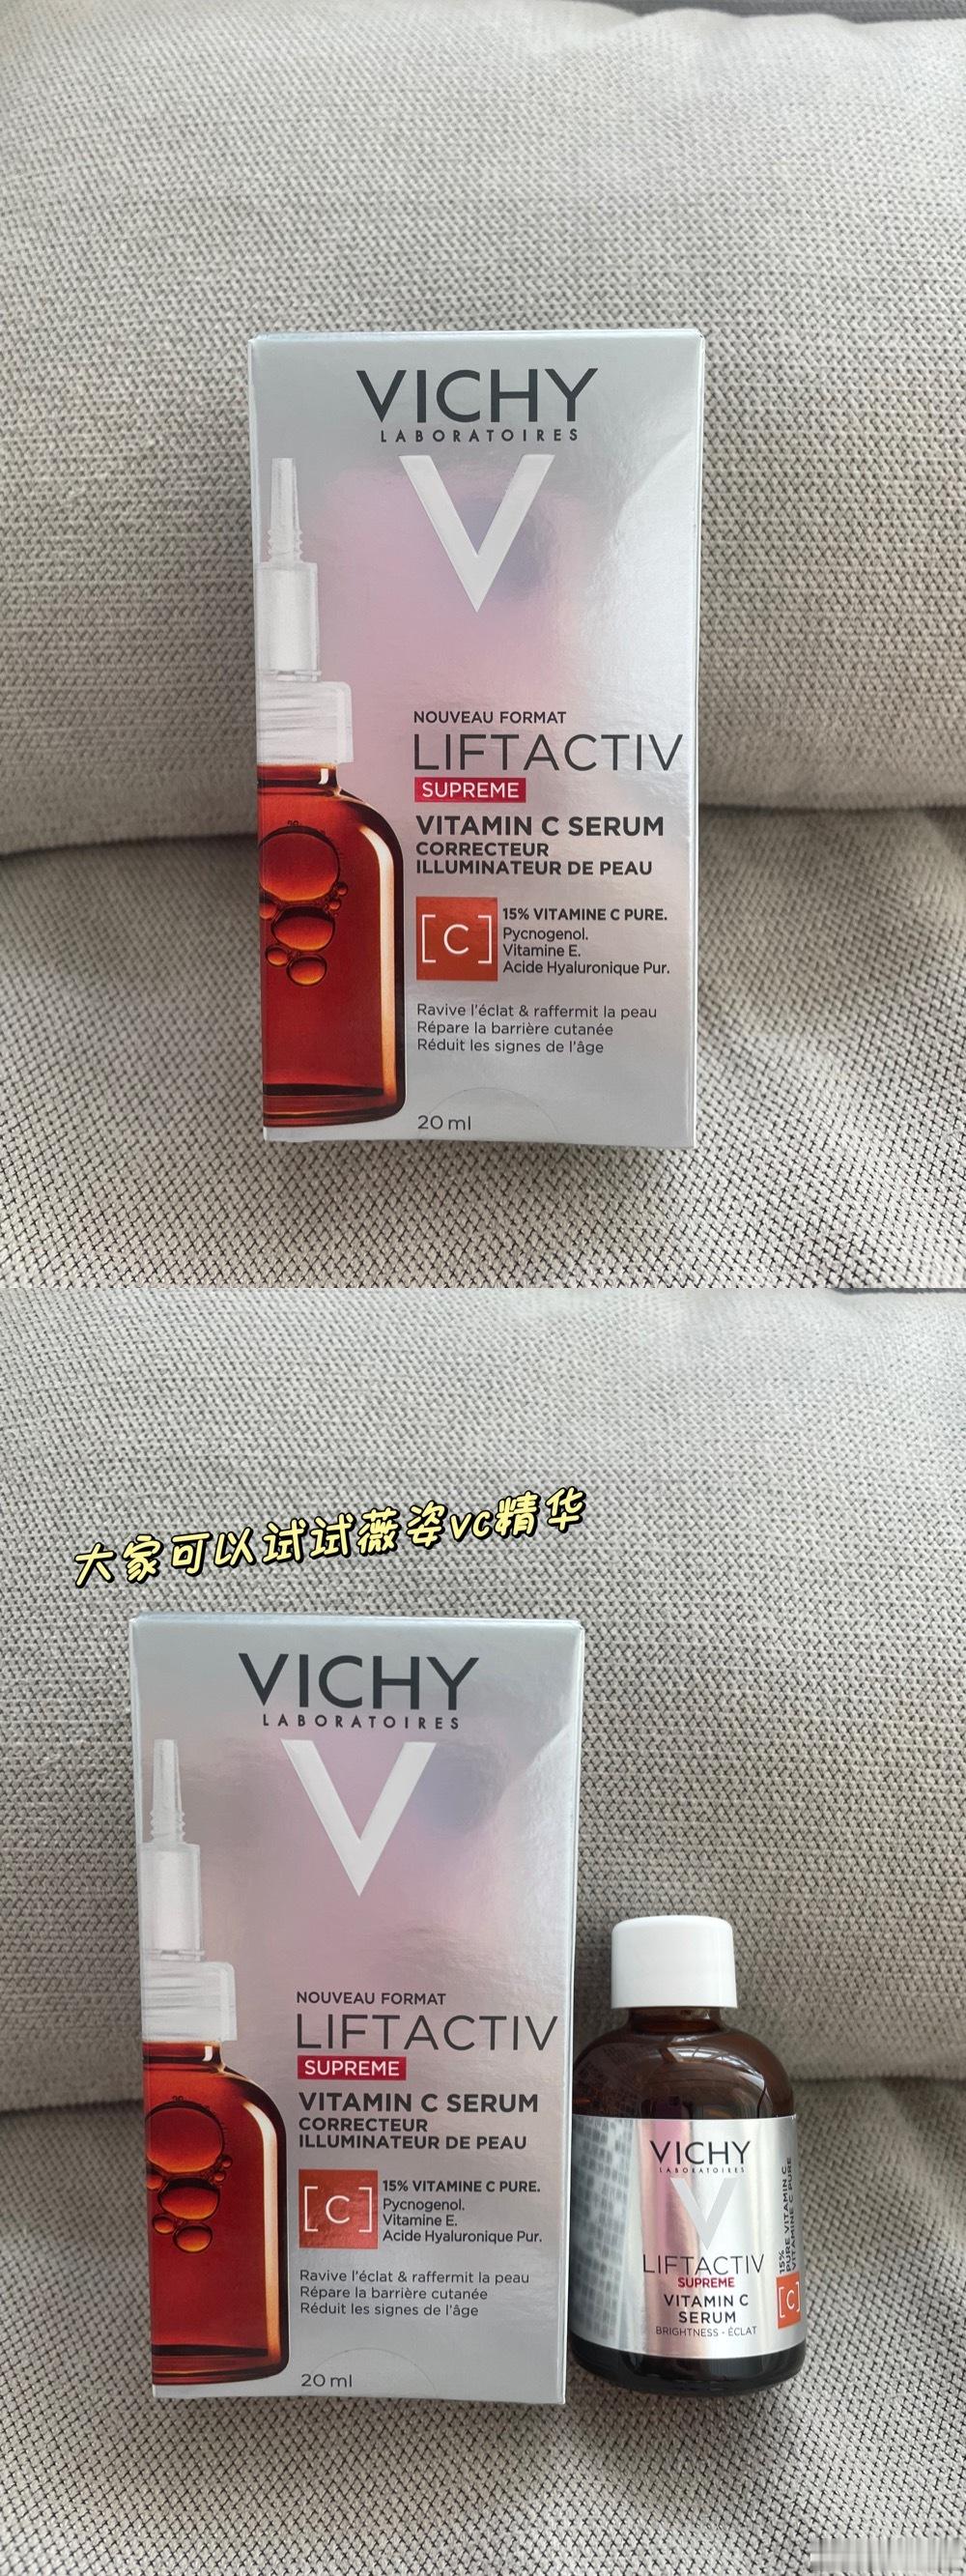 VICHY
LABORATOIRES
V
NOUVEAU FORMAT
LIFTACTIV
SUPREME
VITAMIN C SERUM
CORRECTEUR
ILLUMINATEUR DE PEAU
[C]
15% VITAMINE C PURE.
Pycnogenol.
Vitamine E.
Acide Hyaluronique Pur.
Ravive l'éclat & raffermit la peau
Répare la barrière cutanée
Réduit les signes de l'âge
20 ml
大家可以试试薇姿vc精华
VICHY
LABORATOIRES
V
NOUVEAU FORMAT
LIFTACTIV
SUPREME
VITAMIN C SERUM
CORRECTEUR
ILLUMINATEUR DE PEAU
[C]
15% VITAMINE C PURE.
Pycnogenol.
Vitamine E.
Acide Hyaluronique Pur.
Ravive l'éclat & raffermit la peau
Répare la barrière cutanée
Réduit les signes de l'âge
20 ml
VICHY
LABORATOIRES
V
LIFTACTIV
SUPREME
VITAMIN C
SERUM
BRIGHTNESS - ÉCLAT
15%
PURE VITAMIN C
VITAMINE C PURE
[C]